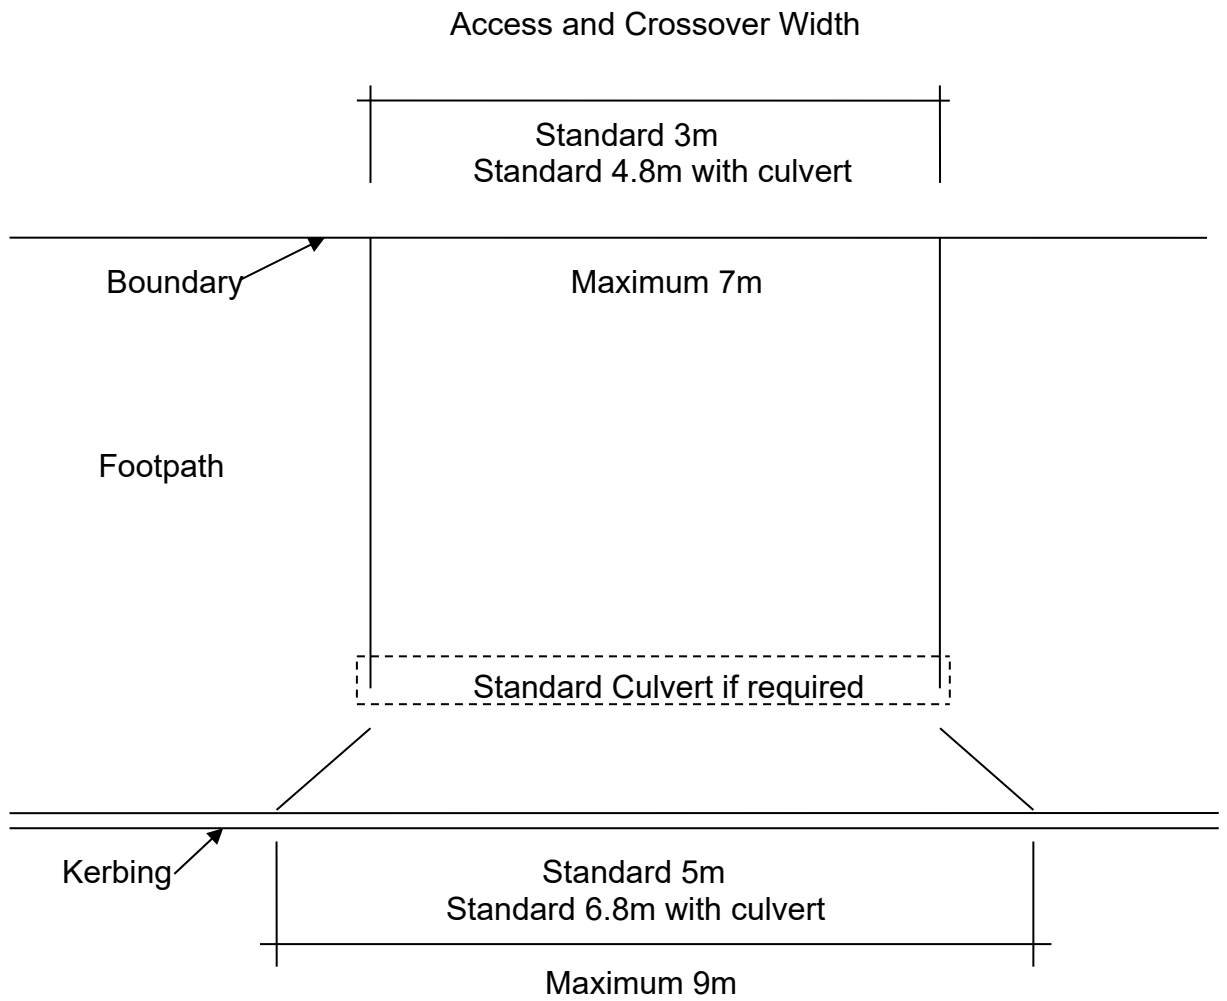 Access and Crossover Width
Standard 3m
Standard 4.8m with culvert
Boundary
Maximum 7m
Footpath
Standard Culvert if required
Kerbing
Standard 5m
Standard 6.8m with culvert
Maximum 9m